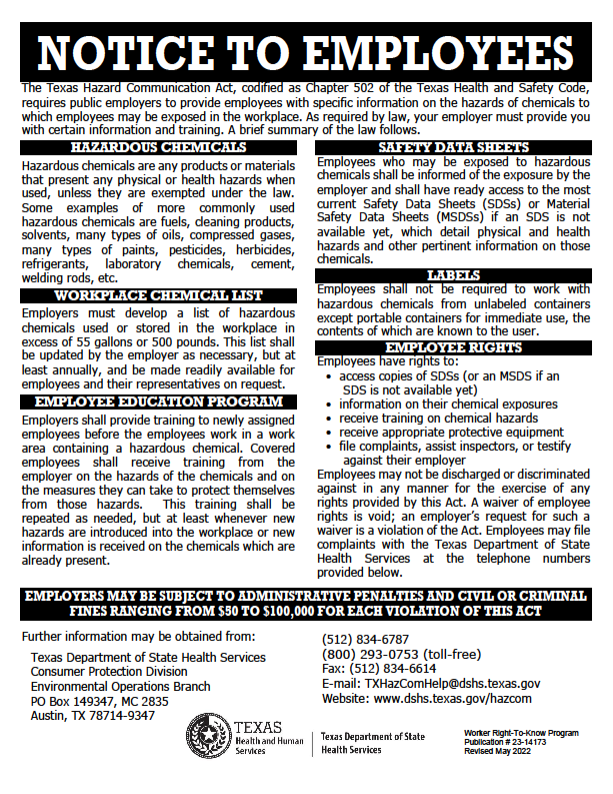 NOTICE TO EMPLOYEES
The Texas Hazard Communication Act, codified as Chapter 502 of the Texas Health and Safety Code,
requires public employers to provide employees with specific information on the hazards of chemicals to
which employees may be exposed in the workplace. As required by law, your employer must provide you
with certain information and training. A brief summary of the law follows.
HAZARDOUS CHEMICALS
Hazardous chemicals are any products or materials
that present any physical or health hazards when
used, unless they are exempted under the law.
Some examples of more commonly used
hazardous chemicals are fuels, cleaning products,
solvents, many types of oils, compressed gases,
many types of paints, pesticides, herbicides,
refrigerants, laboratory chemicals, cement,
welding rods, etc.
WORKPLACE CHEMICAL LIST
Employers must develop a list of hazardous
chemicals used or stored in the workplace in
excess of 55 gallons or 500 pounds. This list shall
be updated by the employer as necessary, but at
least annually, and be made readily available for
employees and their representatives on request.
EMPLOYEE EDUCATION PROGRAM
Employers shall provide training to newly assigned
employees before the employees work in a work
area containing a hazardous chemical. Covered
employees shall receive training from the
employer on the hazards of the chemicals and on
the measures they can take to protect themselves
from those hazards. This training shall be
repeated as needed, but at least whenever new
hazards are introduced into the workplace or new
information is received on the chemicals which are
already present.
SAFETY DATA SHEETS
Employees who may be exposed to hazardous
chemicals shall be informed of the exposure by the
employer and shall have ready access to the most
current Safety Data Sheets (SDSs) or Material
Safety Data Sheets (MSDSs) if an SDS is not
available yet, which detail physical and health
hazards and other pertinent information on those
chemicals.
LABELS
Employees shall not be required to work with
hazardous chemicals from unlabeled containers
except portable containers for immediate use, the
contents of which are known to the user.
EMPLOYEE RIGHTS
Employees have rights to:
• access copies of SDSs (or an MSDS if an
SDS is not available yet)
• information on their chemical exposures
• receive training on chemical hazards
• receive appropriate protective equipment
• file complaints, assist inspectors, or testify
against their employer
Employees may not be discharged or discriminated
against in any manner for the exercise of any
rights provided by this Act. A waiver of employee
rights is void; an employer's request for such a
waiver is a violation of the Act. Employees may file
complaints with the Texas Department of State
Health Services at the telephone numbers
provided below.
EMPLOYERS MAY BE SUBJECT TO ADMINISTRATIVE PENALTIES AND CIVIL OR CRIMINAL
FINES RANGING FROM $50 TO $100,000 FOR EACH VIOLATION OF THIS ACT
Further information may be obtained from:
Texas Department of State Health Services
Consumer Protection Division
Environmental Operations Branch
PO Box 149347, MC 2835
Austin, TX 78714-9347
(512) 834-6787
(800) 293-0753 (toll-free)
Fax: (512) 834-6614
E-mail: TXHazComHelp@dshs.texas.gov
Website: www.dshs.texas.gov/hazcom
TEXAS
Health and Human
Services
Texas Department of State
Health Services
Worker Right-To-Know Program
Publication # 23-14173
Revised May 2022